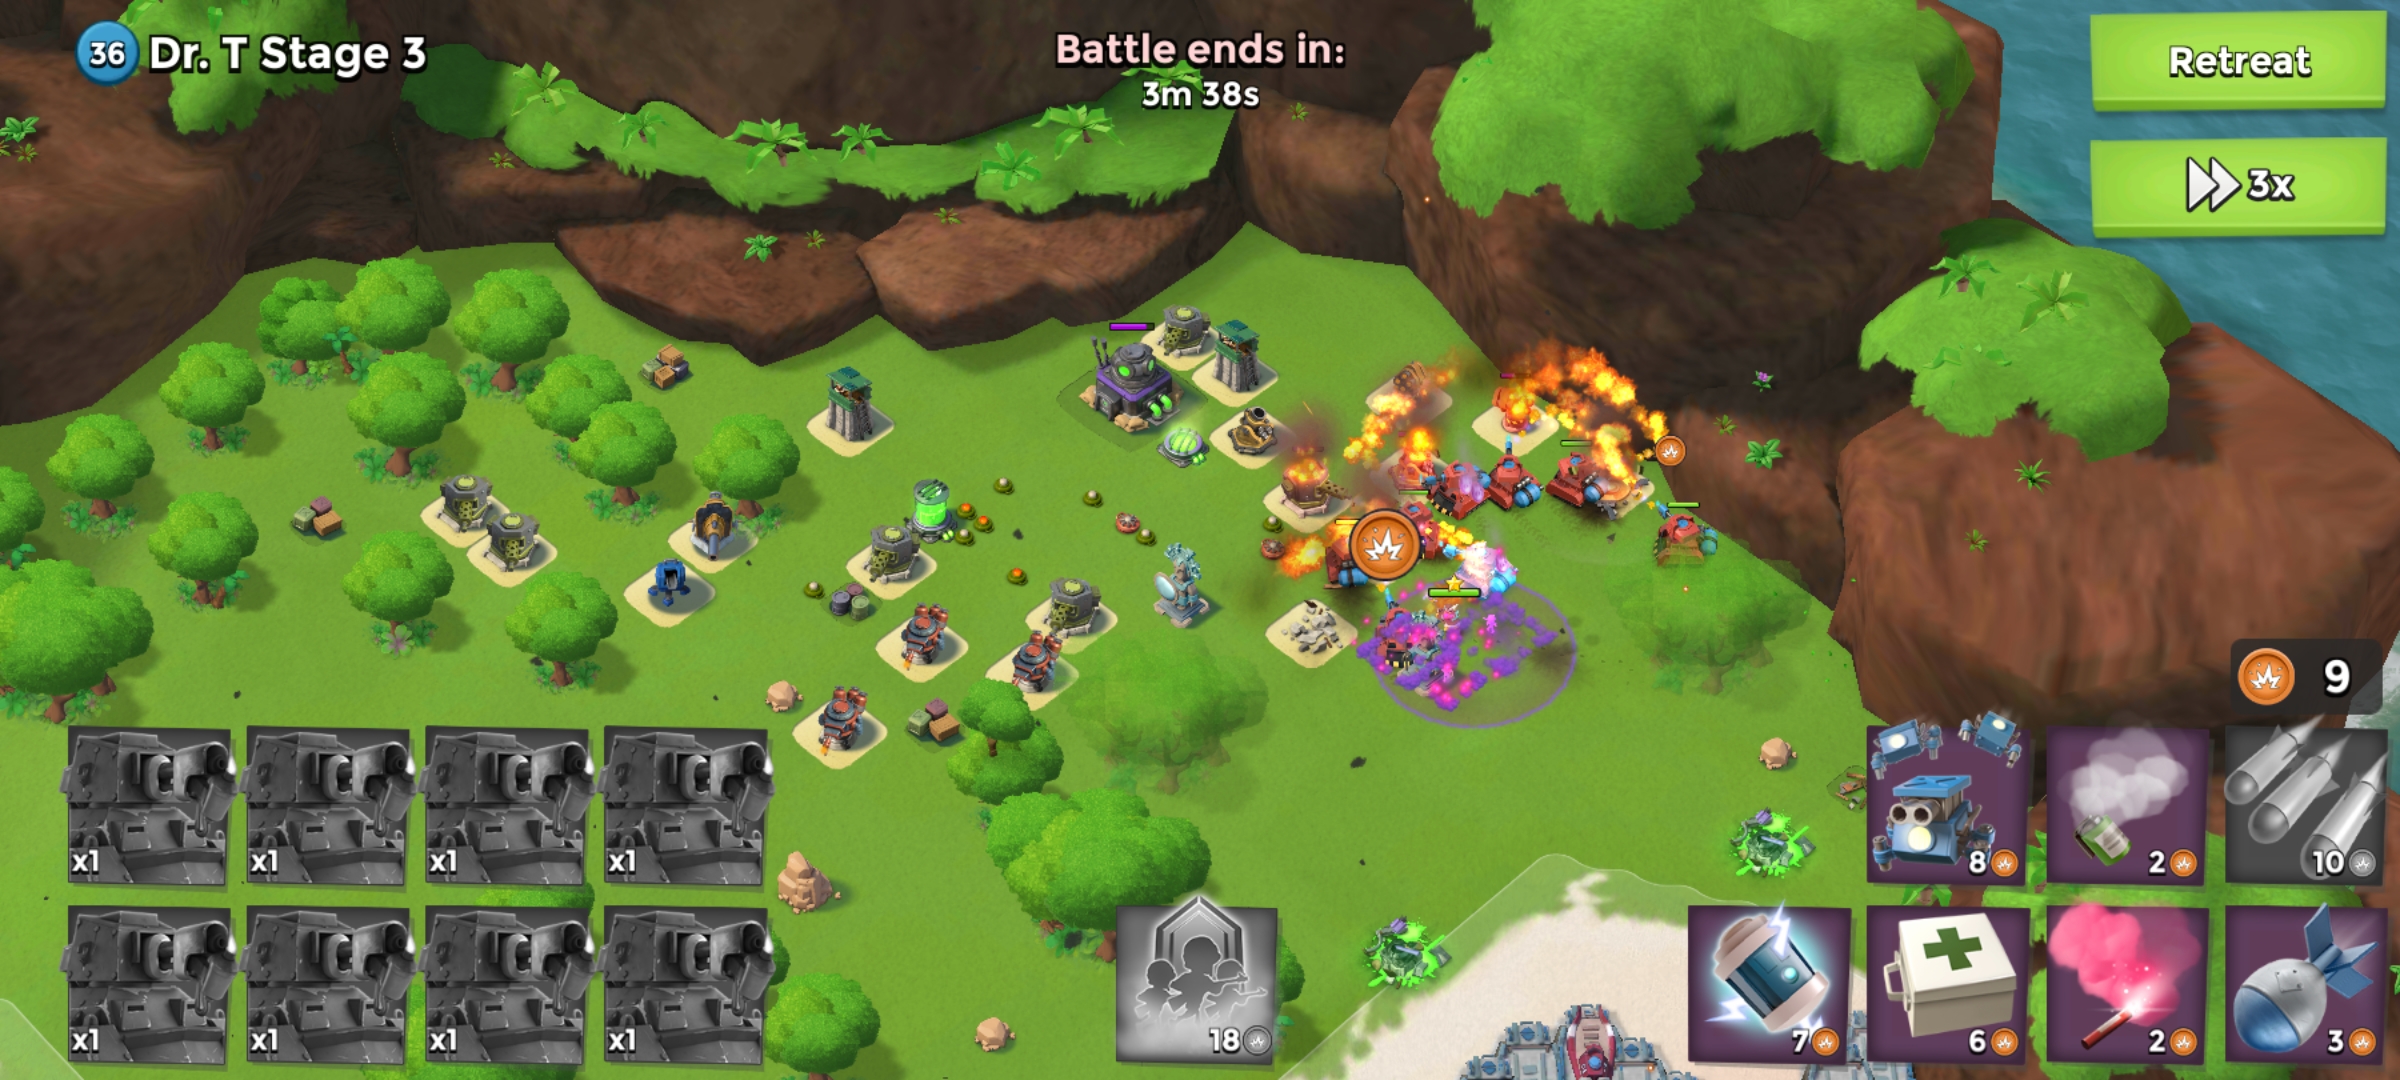 36 Dr. T Stage 3
Battle ends in:
3m 38s
Retreat
3x
9
x1 x1 x1 x1
8 2 10
x1 x1 x1 x1
18 7 6 2 3